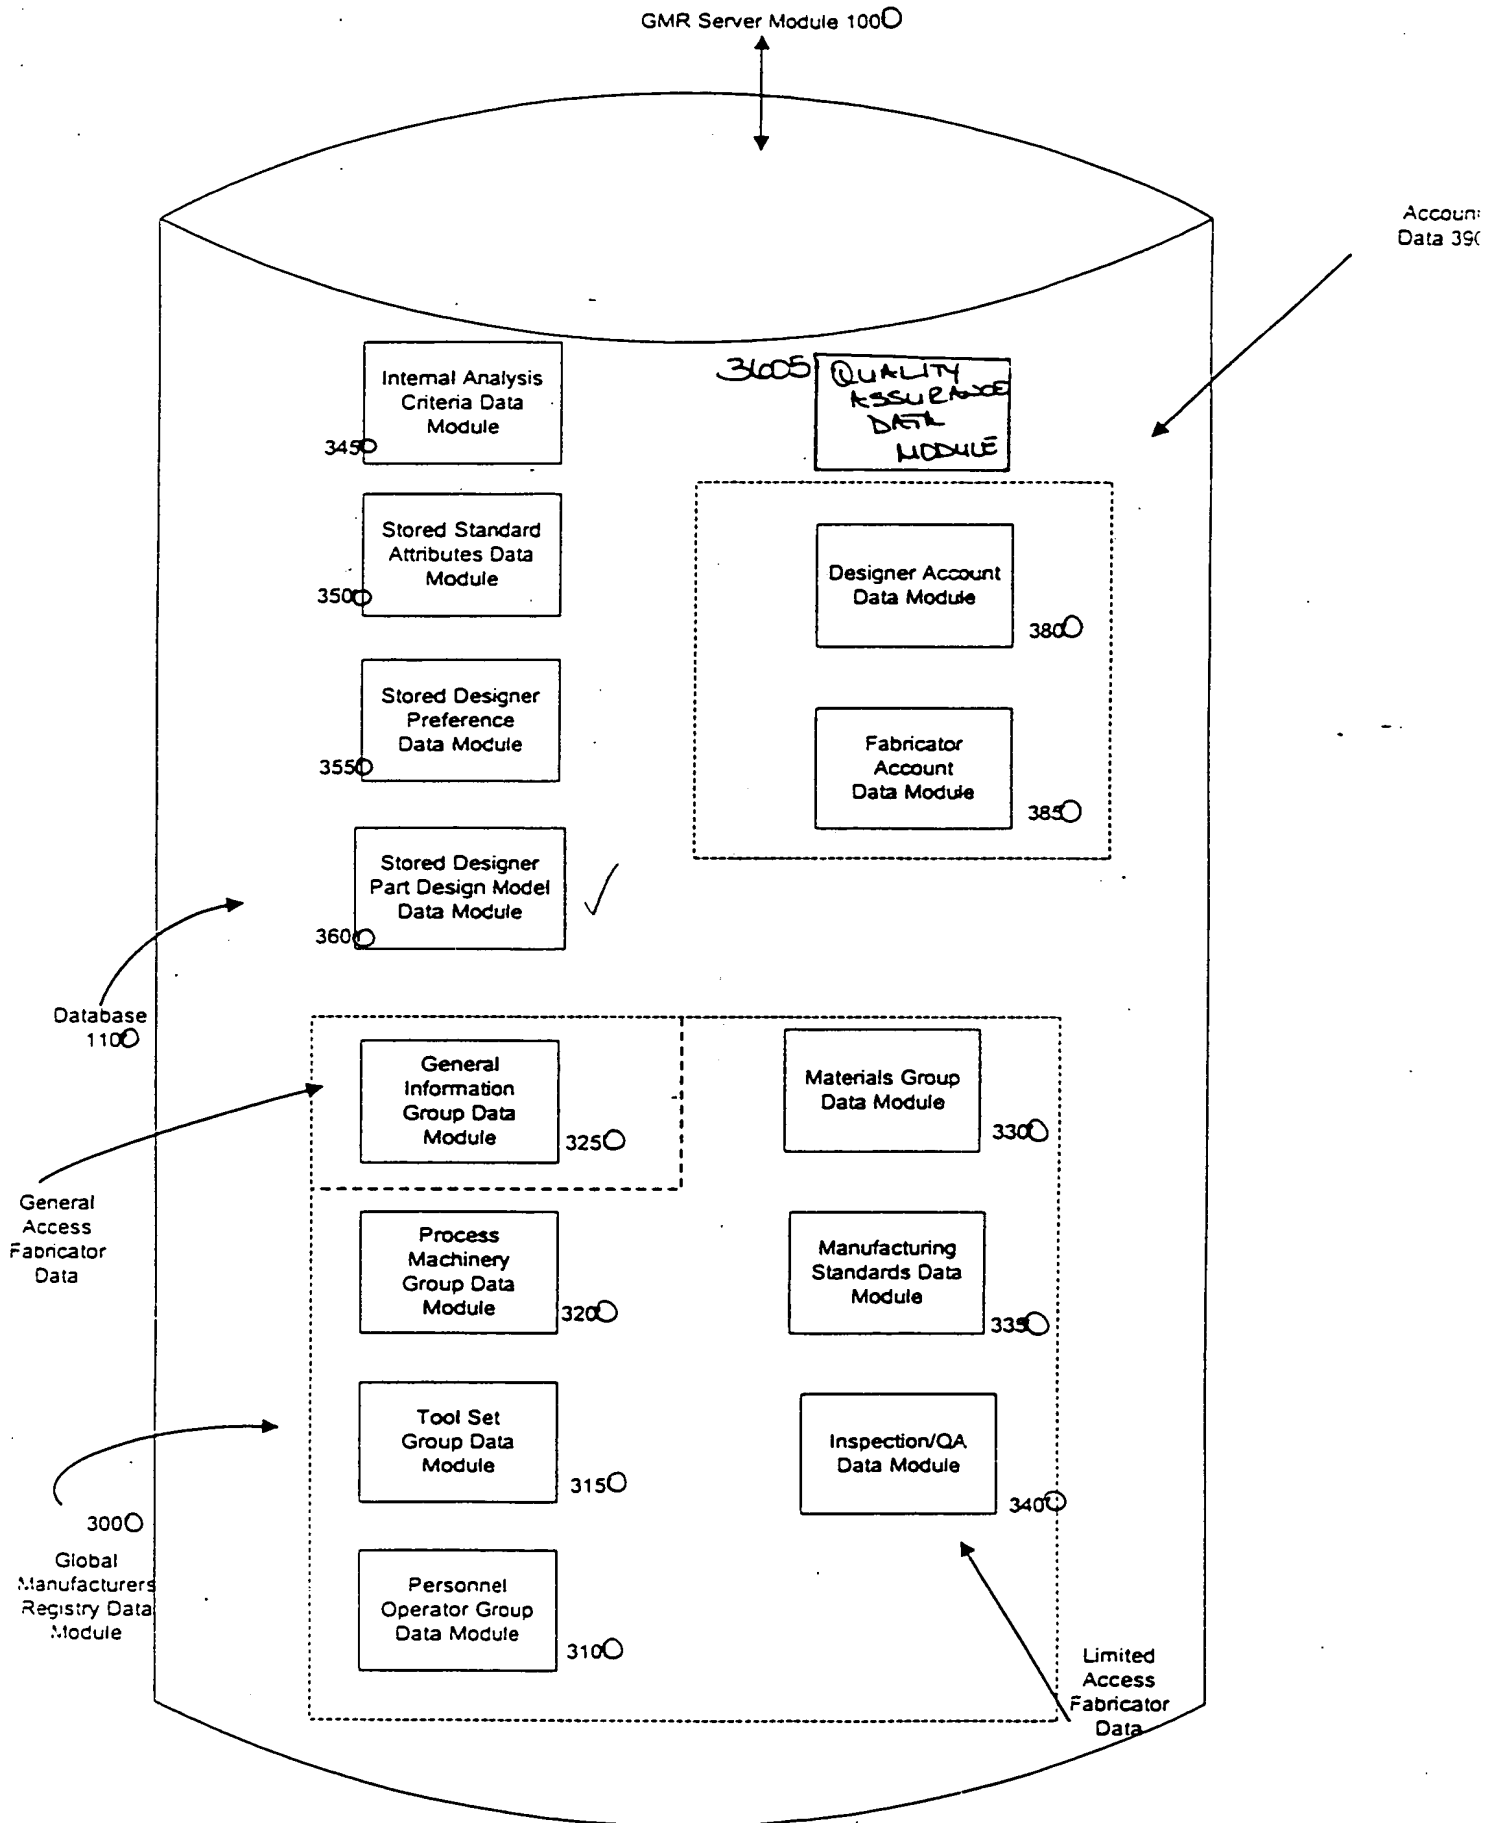 GMR Server Module 1000
Account
Data 390
Internal Analysis
Criteria Data
Module
3450
3605
QUALITY
ASSURANCE
DATA
MODULE
Stored Standard
Attributes Data
Module
3500
Designer Account
Data Module
3800
Stored Designer
Preference
Data Module
3550
Fabricator
Account
Data Module
3850
Stored Designer
Part Design Model
Data Module
3600
Database
1100
General
Information
Group Data
Module
3250
Materials Group
Data Module
3300
General
Access
Fabricator
Data
Process
Machinery
Group Data
Module
3200
Manufacturing
Standards Data
Module
3350
Tool Set
Group Data
Module
3150
Inspection/QA
Data Module
3400
3000
Global
Manufacturers
Registry Data
Module
Personnel
Operator Group
Data Module
3100
Limited
Access
Fabricator
Data